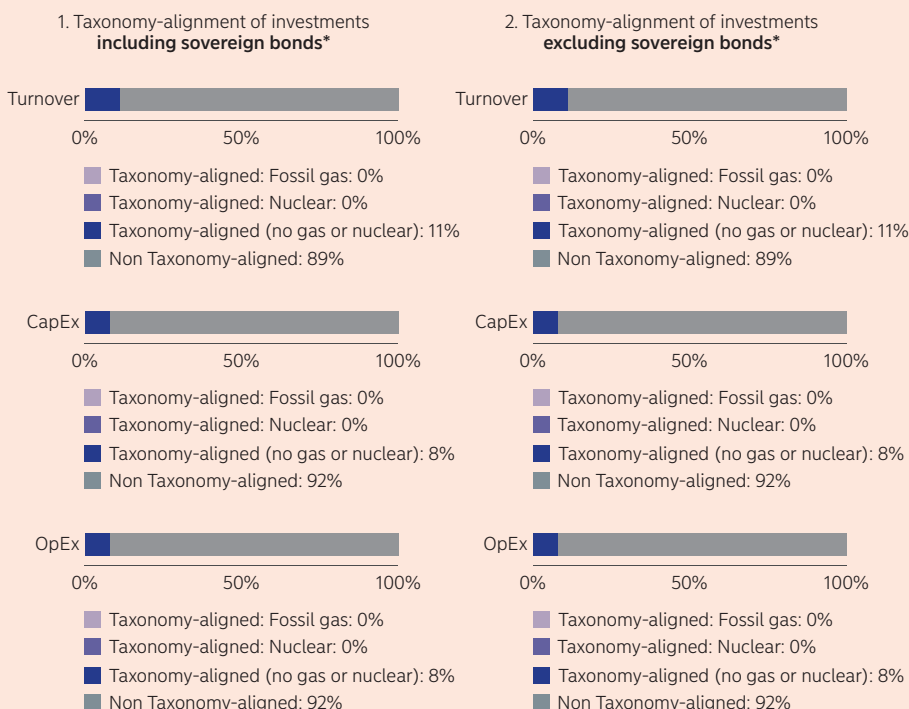 1. Taxonomy-alignment of investments
including sovereign bonds*
Turnover
0% 50% 100%
Taxonomy-aligned: Fossil gas: 0%
Taxonomy-aligned: Nuclear: 0%
Taxonomy-aligned (no gas or nuclear): 11%
Non Taxonomy-aligned: 89%
CapEx
0% 50% 100%
Taxonomy-aligned: Fossil gas: 0%
Taxonomy-aligned: Nuclear: 0%
Taxonomy-aligned (no gas or nuclear): 8%
Non Taxonomy-aligned: 92%
OpEx
0% 50% 100%
Taxonomy-aligned: Fossil gas: 0%
Taxonomy-aligned: Nuclear: 0%
Taxonomy-aligned (no gas or nuclear): 8%
Non Taxonomy-aligned: 92%
2. Taxonomy-alignment of investments
excluding sovereign bonds*
Turnover
0% 50% 100%
Taxonomy-aligned: Fossil gas: 0%
Taxonomy-aligned: Nuclear: 0%
Taxonomy-aligned (no gas or nuclear): 11%
Non Taxonomy-aligned: 89%
CapEx
0% 50% 100%
Taxonomy-aligned: Fossil gas: 0%
Taxonomy-aligned: Nuclear: 0%
Taxonomy-aligned (no gas or nuclear): 8%
Non Taxonomy-aligned: 92%
OpEx
0% 50% 100%
Taxonomy-aligned: Fossil gas: 0%
Taxonomy-aligned: Nuclear: 0%
Taxonomy-aligned (no gas or nuclear): 8%
Non Taxonomy-aligned: 92%